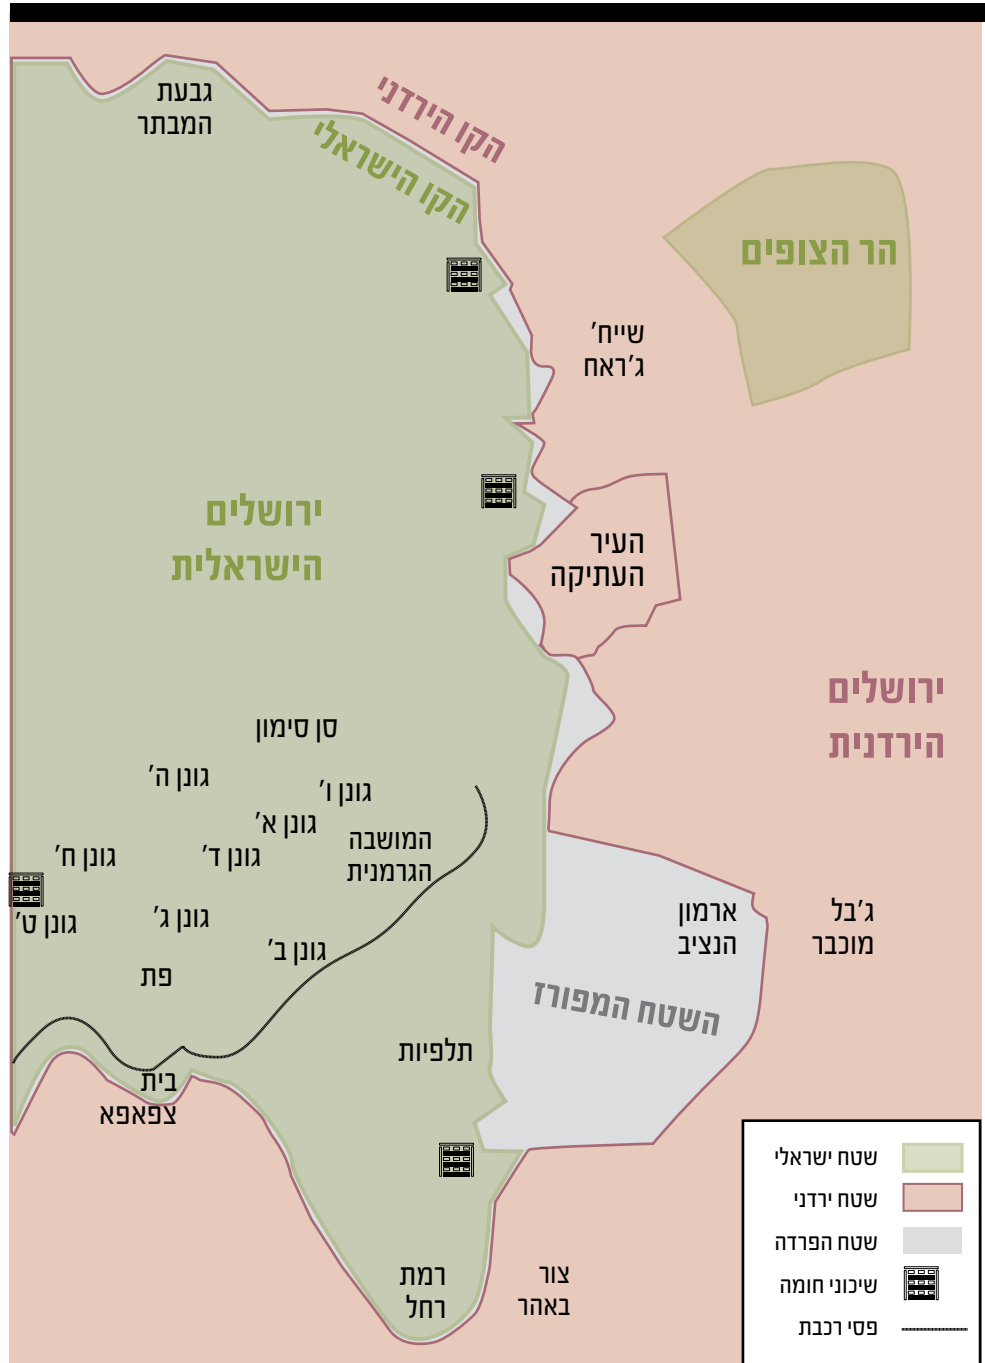 גבעת
המבתר
הקו הירדני
הקו הישראלי
הר הצופים
שייח'
ג'ראח
ירושלים
הישראלית
העיר
העתיקה
ירושלים
הירדנית
סן סימון
גונן ה'
גונן ו'
גונן א'
המושבה
הגרמנית
גונן ח'
גונן ד'
גונן ט'
גונן ג'
גונן ב'
פת
ארמון
הנציב
ג'בל
מוכבר
השטח המפורז
תלפיות
בית
צפאפא
רמת
רחל
צור
באהר
שטח ישראלי
שטח ירדני
שטח הפרדה
שיכוני חומה
פסי רכבת